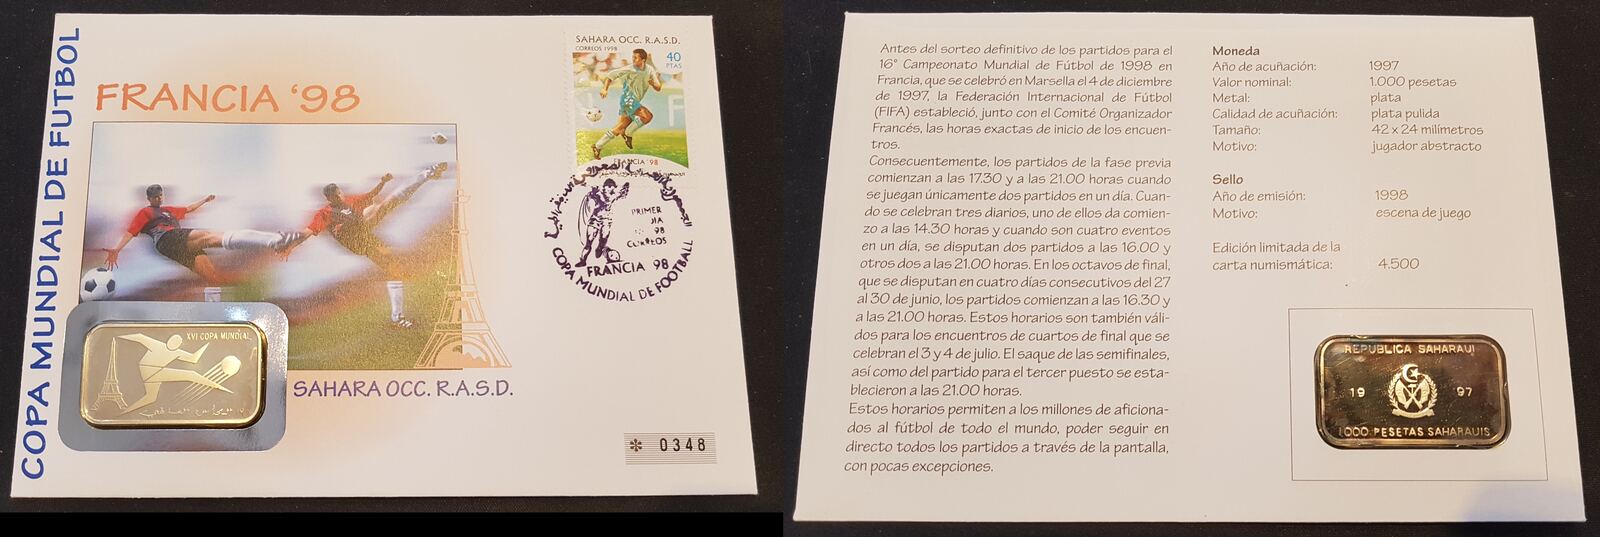 COPA MUNDIAL DE FUTBOL
FRANCIA '98
SAHARA OCC. R.A.S.D.
CORREOS 1998
40
PTAS
FRANCIA '98
PRIMER
DIA
98
CORREOS
FRANCIA 98
COPA MUNDIAL DE FOOTBALL
XVI COPA MUNDIAL
SAHARA OCC. R.A.S.D.
* 0348
Antes del sorteo definitivo de los partidos para el
16° Campeonato Mundial de Fútbol de 1998 en
Francia, que se celebró en Marsella el 4 de diciembre
de 1997, la Federación Internacional de Fútbol
(FIFA) estableció, junto con el Comité Organizador
Francés, las horas exactas de inicio de los encuen-
tros.
Consecuentemente, los partidos de la fase previa
comienzan a las 17.30 y a las 21.00 horas cuando
se juegan únicamente dos partidos en un día. Cuan-
do se celebran tres diarios, uno de ellos da comien-
zo a las 14.30 horas y cuando son cuatro eventos
en un día, se disputan dos partidos a las 16.00 y
otros dos a las 21.00 horas. En los octavos de final,
que se disputan en cuatro días consecutivos del 27
al 30 de junio, los partidos comienzan a las 16.30 y
a las 21.00 horas. Estos horarios son también váli-
dos para los encuentros de cuartos de final que se
celebran el 3 y 4 de julio. El saque de las semifinales,
así como del partido para el tercer puesto se esta-
blecieron a las 21.00 horas.
Estos horarios permiten a los millones de aficiona-
dos al fútbol de todo el mundo, poder seguir en
directo todos los partidos a través de la pantalla,
con pocas excepciones.
Moneda
Año de acuñación: 1997
Valor nominal: 1.000 pesetas
Metal: plata
Calidad de acuñación: plata pulida
Tamaño: 42 x 24 milímetros
Motivo: jugador abstracto
Sello
Año de emisión: 1998
Motivo: escena de juego
Edición limitada de la
carta numismática: 4.500
REPUBLICA SAHARAUI
19 97
1000 PESETAS SAHARAUIS